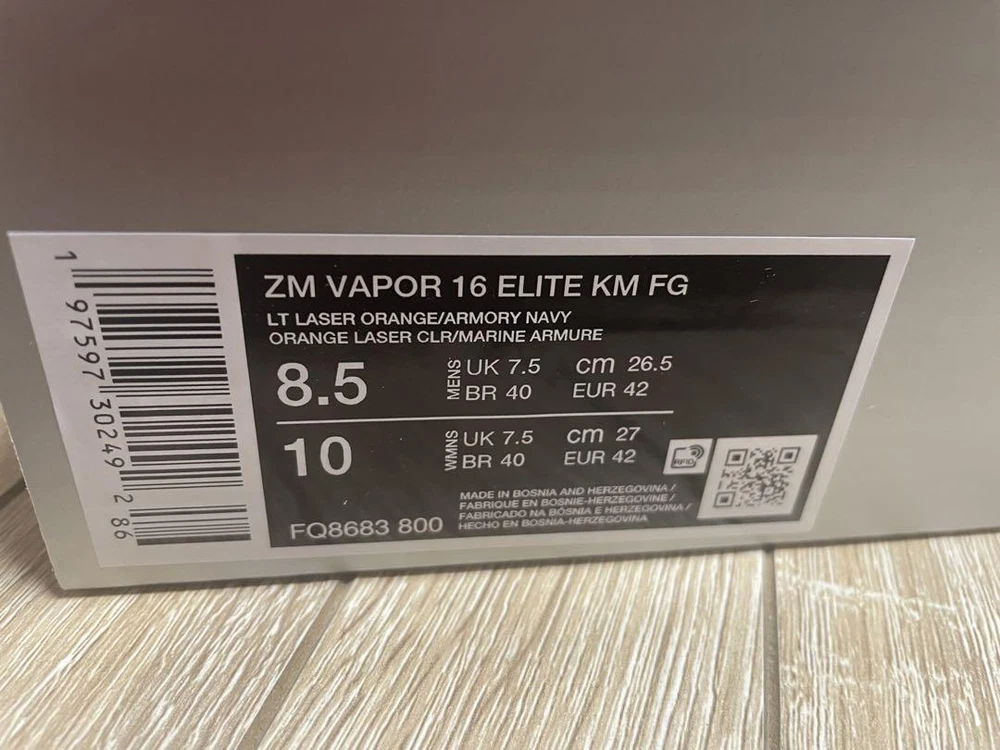 ZM VAPOR 16 ELITE KM FG
LT LASER ORANGE/ARMORY NAVY
ORANGE LASER CLR/MARINE ARMURE
8.5 MENS UK 7.5 cm 26.5
BR 40 EUR 42
10 WMNS UK 7.5 cm 27
BR 40 EUR 42
RFID
MADE IN BOSNIA AND HERZEGOVINA /
FABRIQUE EN BOSNIE-HERZEGOVINE /
FABRICADO NA BÓSNIA E HERZEGOVINA /
HECHO EN BOSNIA-HERZEGOVINA
FQ8683 800
1 97597 30249 2 86